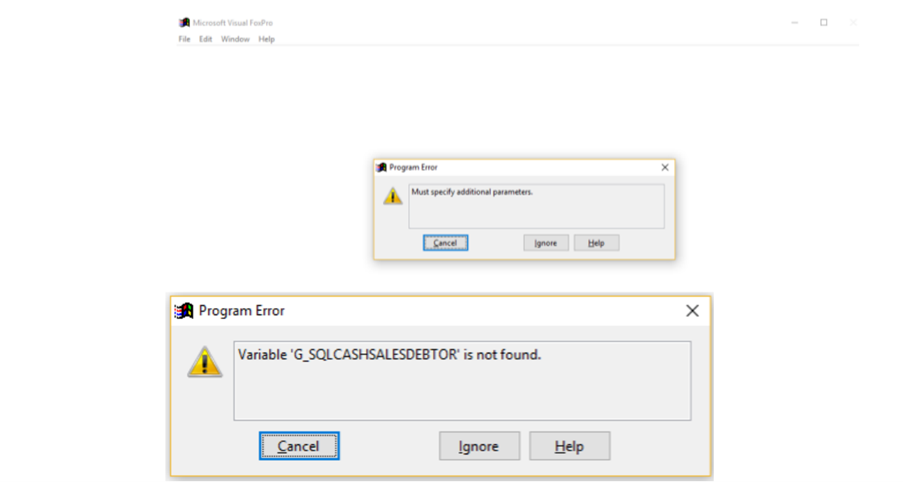 Microsoft Visual FoxPro
File Edit Window Help
Program Error
Must specify additional parameters.
Cancel Ignore Help
Program Error
Variable 'G_SQLCASHSALESDEBTOR' is not found.
Cancel Ignore Help